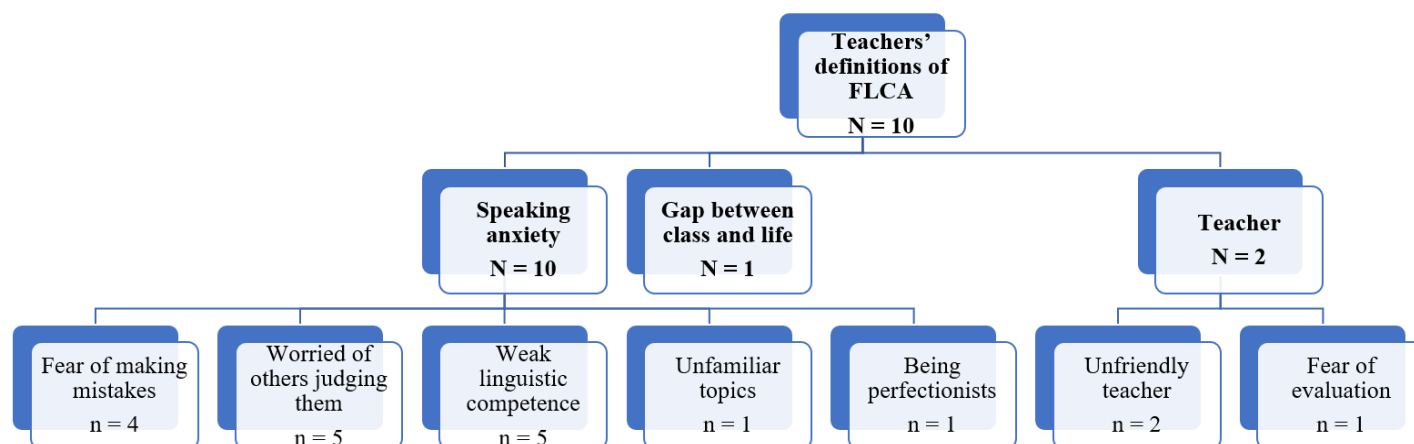 Teachers'
definitions of
FLCA
N = 10
Speaking
anxiety
N = 10
Gap between
class and life
N = 1
Teacher
N = 2
Fear of making
mistakes
n = 4
Worried of
others judging
them
n = 5
Weak
linguistic
competence
n = 5
Unfamiliar
topics
n = 1
Being
perfectionists
n = 1
Unfriendly
teacher
n = 2
Fear of
evaluation
n = 1